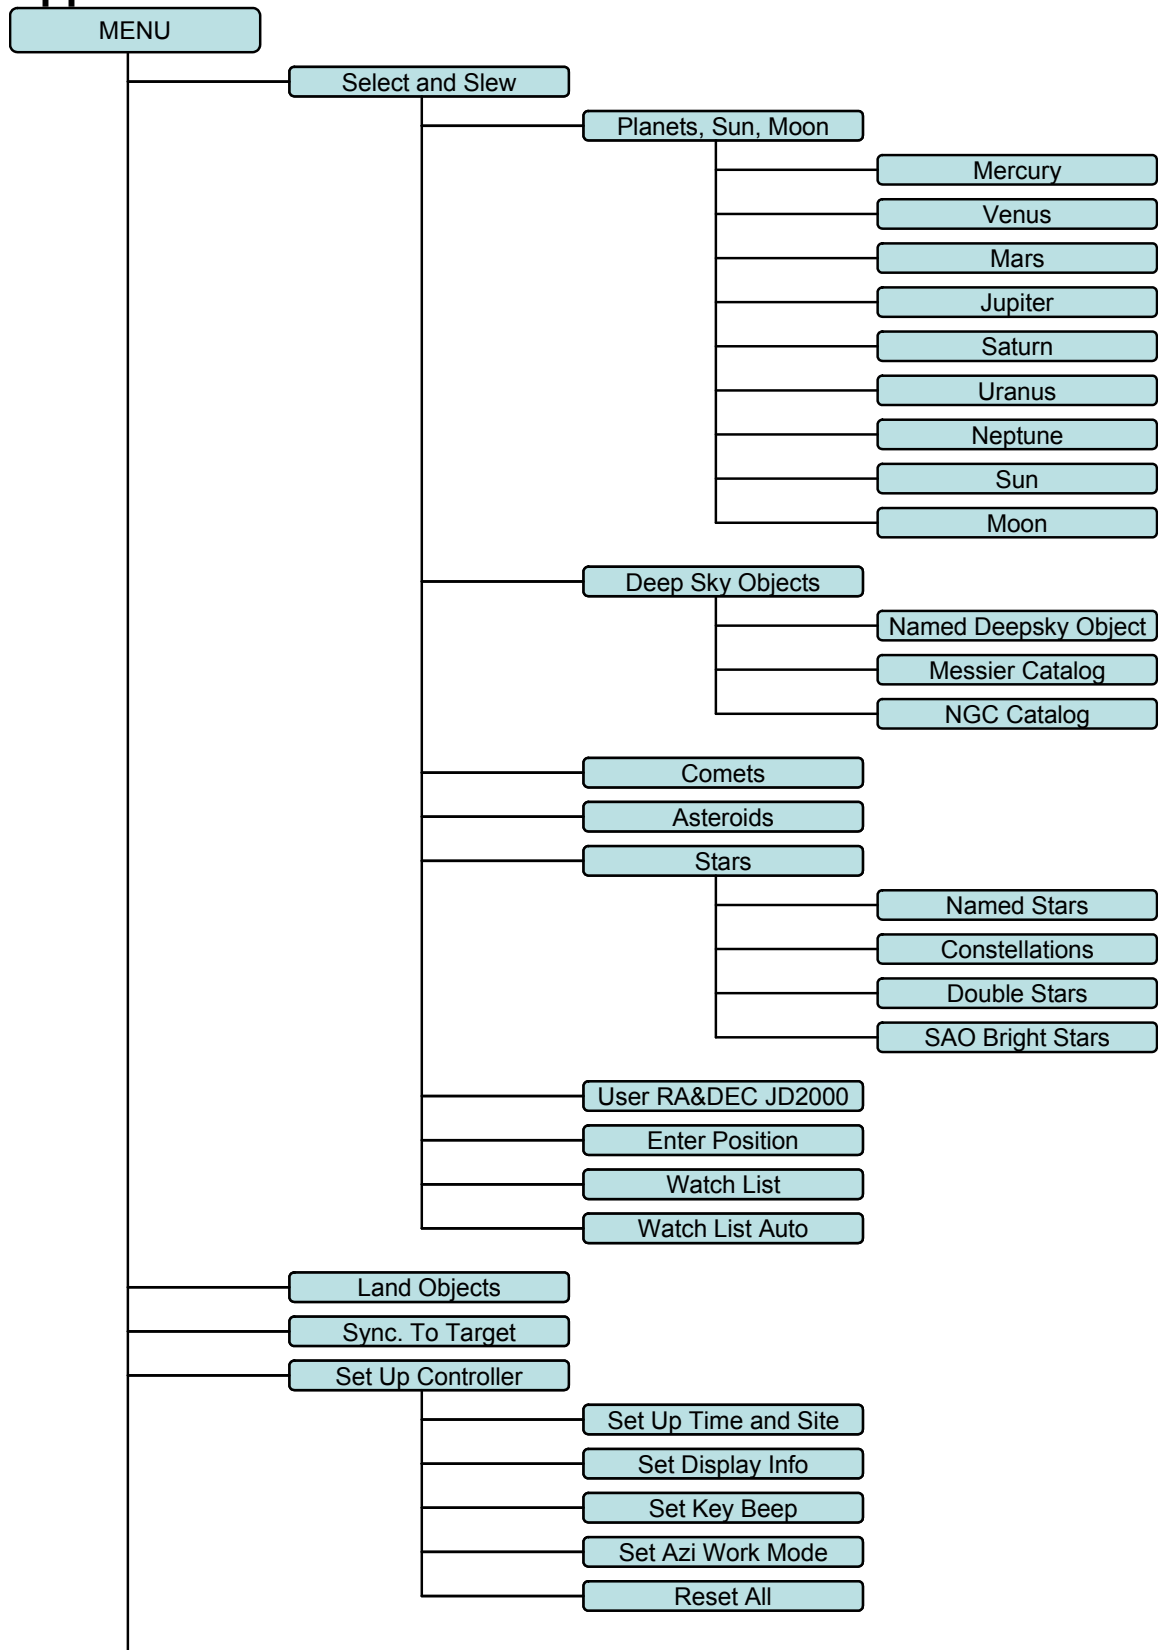 MENU
Select and Slew
Planets, Sun, Moon
Mercury
Venus
Mars
Jupiter
Saturn
Uranus
Neptune
Sun
Moon
Deep Sky Objects
Named Deepsky Object
Messier Catalog
NGC Catalog
Comets
Asteroids
Stars
Named Stars
Constellations
Double Stars
SAO Bright Stars
User RA&DEC JD2000
Enter Position
Watch List
Watch List Auto
Land Objects
Sync. To Target
Set Up Controller
Set Up Time and Site
Set Display Info
Set Key Beep
Set Azi Work Mode
Reset All